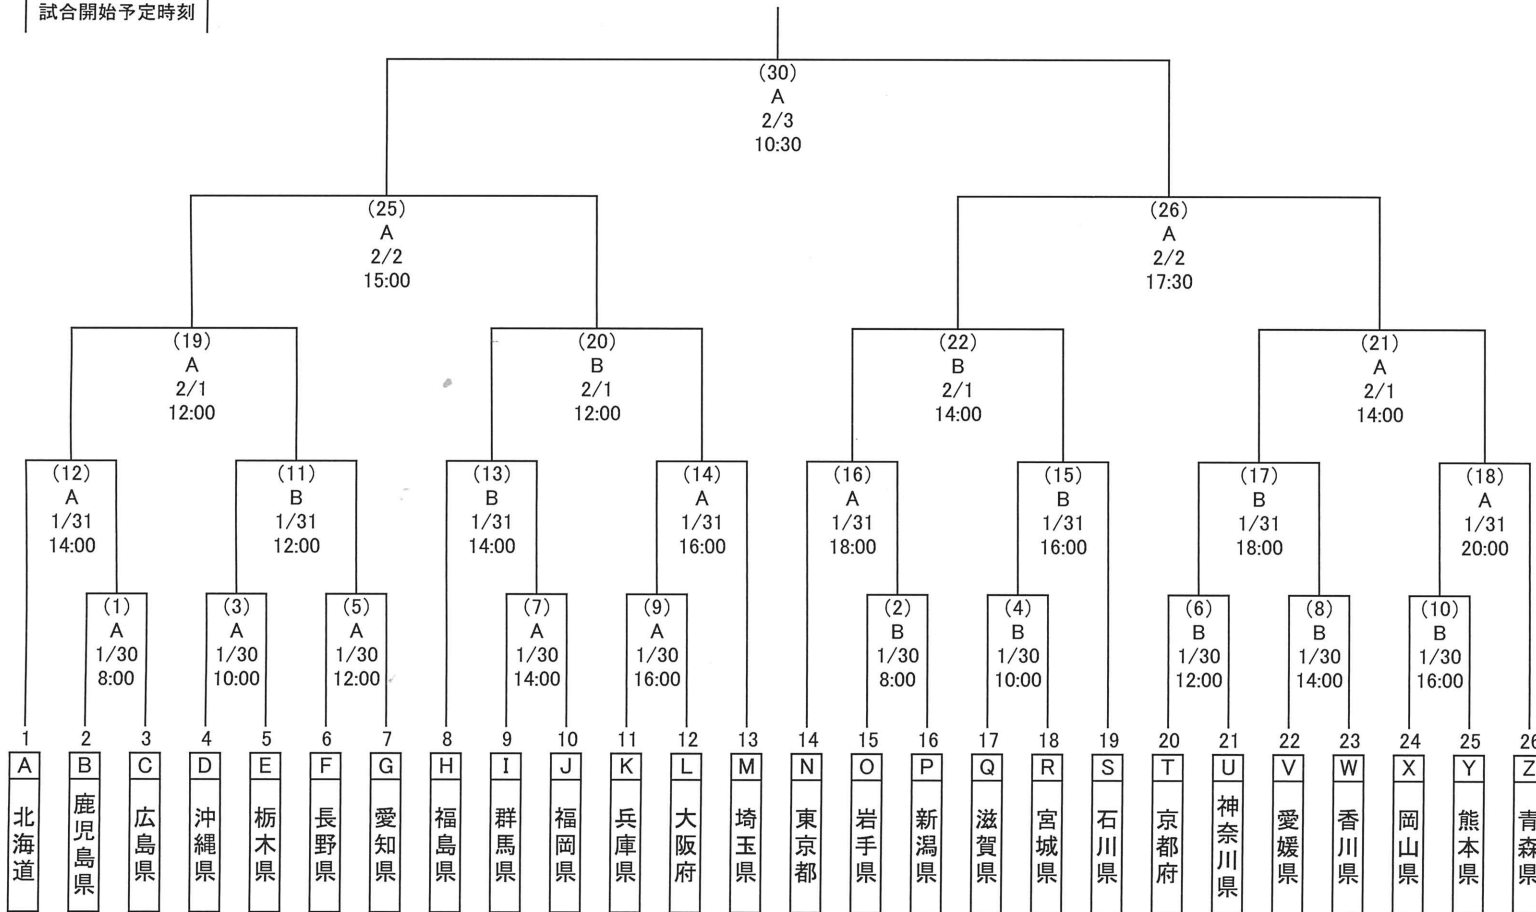 試合開始予定時刻
(30)
A
2/3
10:30
(25)
A
2/2
15:00
(26)
A
2/2
17:30
(19)
A
2/1
12:00
(20)
B
2/1
12:00
(22)
B
2/1
14:00
(21)
A
2/1
14:00
(12)
A
1/31
14:00
(11)
B
1/31
12:00
(13)
B
1/31
14:00
(14)
A
1/31
16:00
(16)
A
1/31
18:00
(15)
B
1/31
16:00
(17)
B
1/31
18:00
(18)
A
1/31
20:00
(1)
A
1/30
8:00
(3)
A
1/30
10:00
(5)
A
1/30
12:00
(7)
A
1/30
14:00
(9)
A
1/30
16:00
(2)
B
1/30
8:00
(4)
B
1/30
10:00
(6)
B
1/30
12:00
(8)
B
1/30
14:00
(10)
B
1/30
16:00
1 2 3 4 5 6 7 8 9 10 11 12 13 14 15 16 17 18 19 20 21 22 23 24 25 26
A B C D E F G H I J K L M N O P Q R S T U V W X Y Z
北海道
鹿児島県
広島県
沖縄県
栃木県
長野県
愛知県
福島県
群馬県
福岡県
兵庫県
大阪府
埼玉県
東京都
岩手県
新潟県
滋賀県
宮城県
石川県
京都府
神奈川県
愛媛県
香川県
岡山県
熊本県
青森県